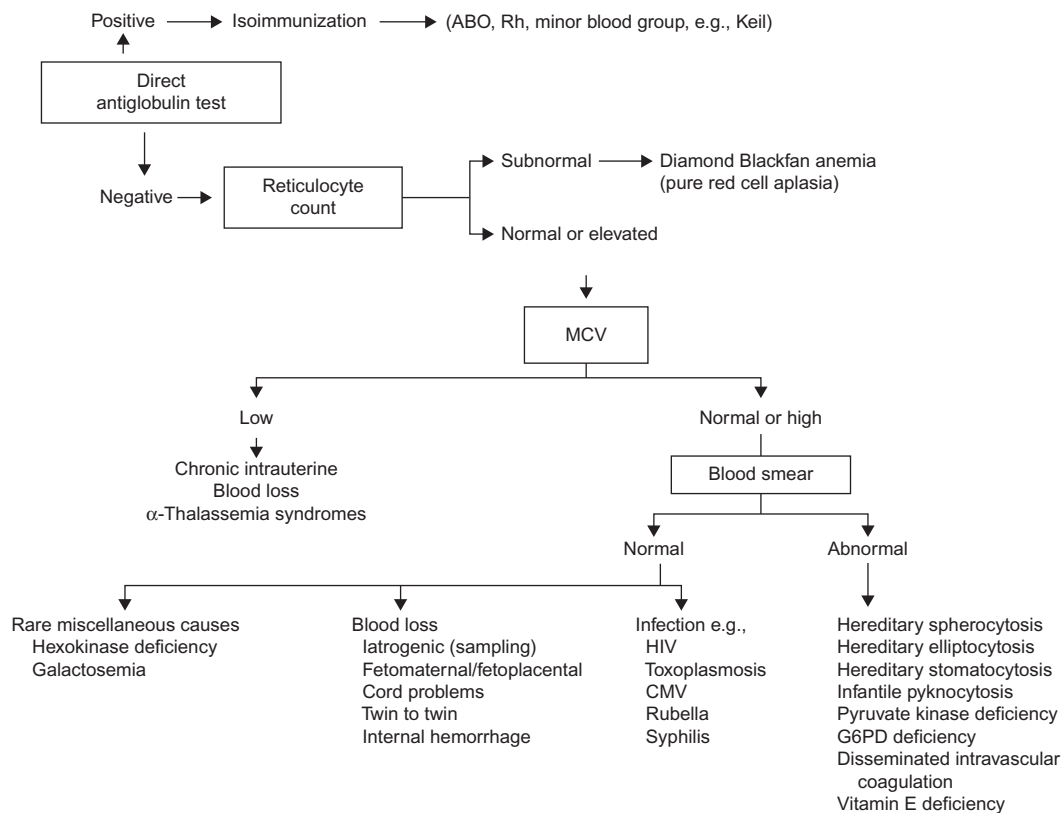 Positive
Isoimmunization
(ABO, Rh, minor blood group, e.g., Keil)
Direct
antiglobulin test
Negative
Reticulocyte
count
Subnormal
Diamond Blackfan anemia
(pure red cell aplasia)
Normal or elevated
MCV
Low
Normal or high
Chronic intrauterine
Blood loss
α-Thalassemia syndromes
Blood smear
Normal
Abnormal
Rare miscellaneous causes
Hexokinase deficiency
Galactosemia
Blood loss
Iatrogenic (sampling)
Fetomaternal/fetoplacental
Cord problems
Twin to twin
Internal hemorrhage
Infection e.g.,
HIV
Toxoplasmosis
CMV
Rubella
Syphilis
Hereditary spherocytosis
Hereditary elliptocytosis
Hereditary stomatocytosis
Infantile pyknocytosis
Pyruvate kinase deficiency
G6PD deficiency
Disseminated intravascular
coagulation
Vitamin E deficiency